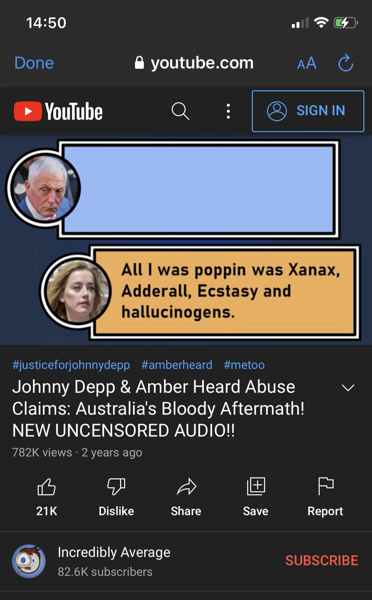 14:50
Done
youtube.com
AA
YouTube
SIGN IN
All I was poppin was Xanax,
Adderall, Ecstasy and
hallucinogens.
#justiceforjohnnydepp #amberheard #metoo
Johnny Depp & Amber Heard Abuse
Claims: Australia's Bloody Aftermath!
NEW UNCENSORED AUDIO!!
782K views · 2 years ago
21K
Dislike
Share
Save
Report
Incredibly Average
82.6K subscribers
SUBSCRIBE